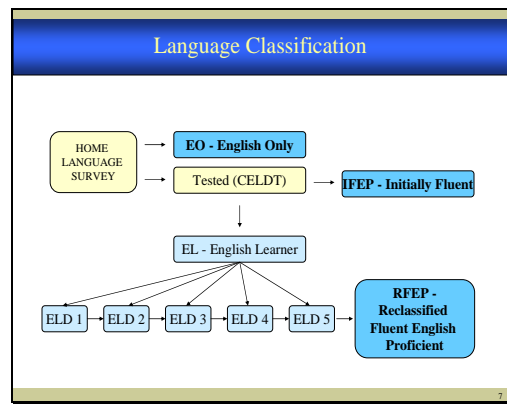 Language Classification
HOME
LANGUAGE
SURVEY
EO - English Only
Tested (CELDT)
IFEP - Initially Fluent
EL - English Learner
ELD 1
ELD 2
ELD 3
ELD 4
ELD 5
RFEP -
Reclassified
Fluent English
Proficient
7